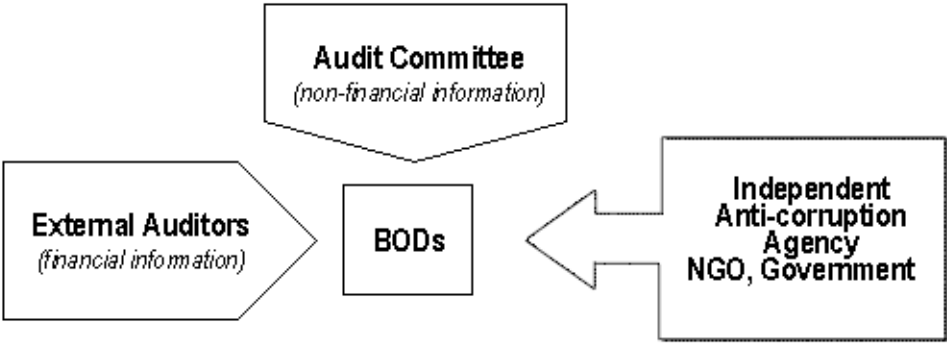 Audit Committee
(non-financial information)
External Auditors
(financial information)
BODs
Independent
Anti-corruption
Agency
NGO, Government